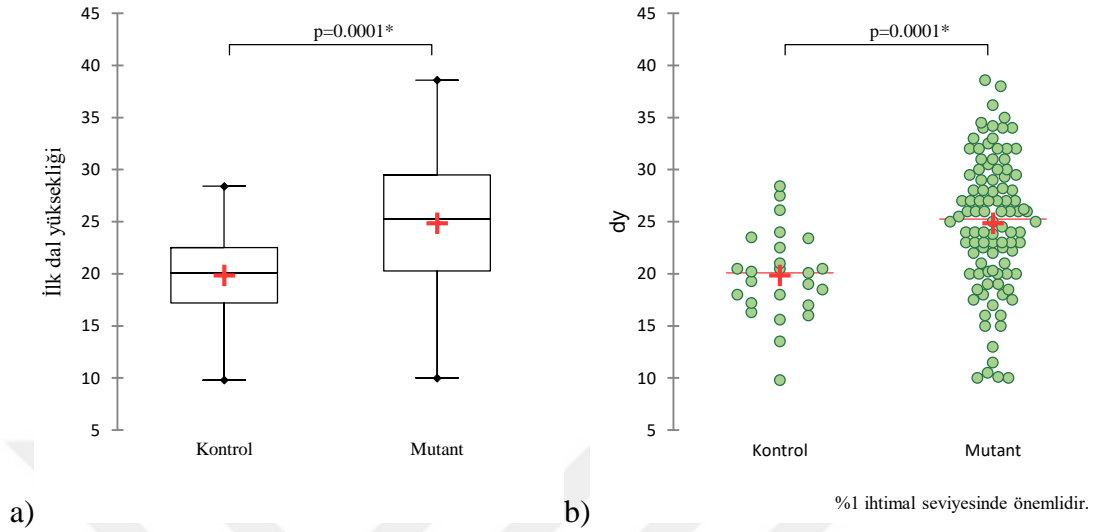 p=0.0001*
İlk dal yüksekliği
45
40
35
30
25
20
15
10
5
Kontrol
Mutant
a)
p=0.0001*
dy
45
40
35
30
25
20
15
10
5
Kontrol
Mutant
b)
%1 ihtimal seviyesinde önemlidir.